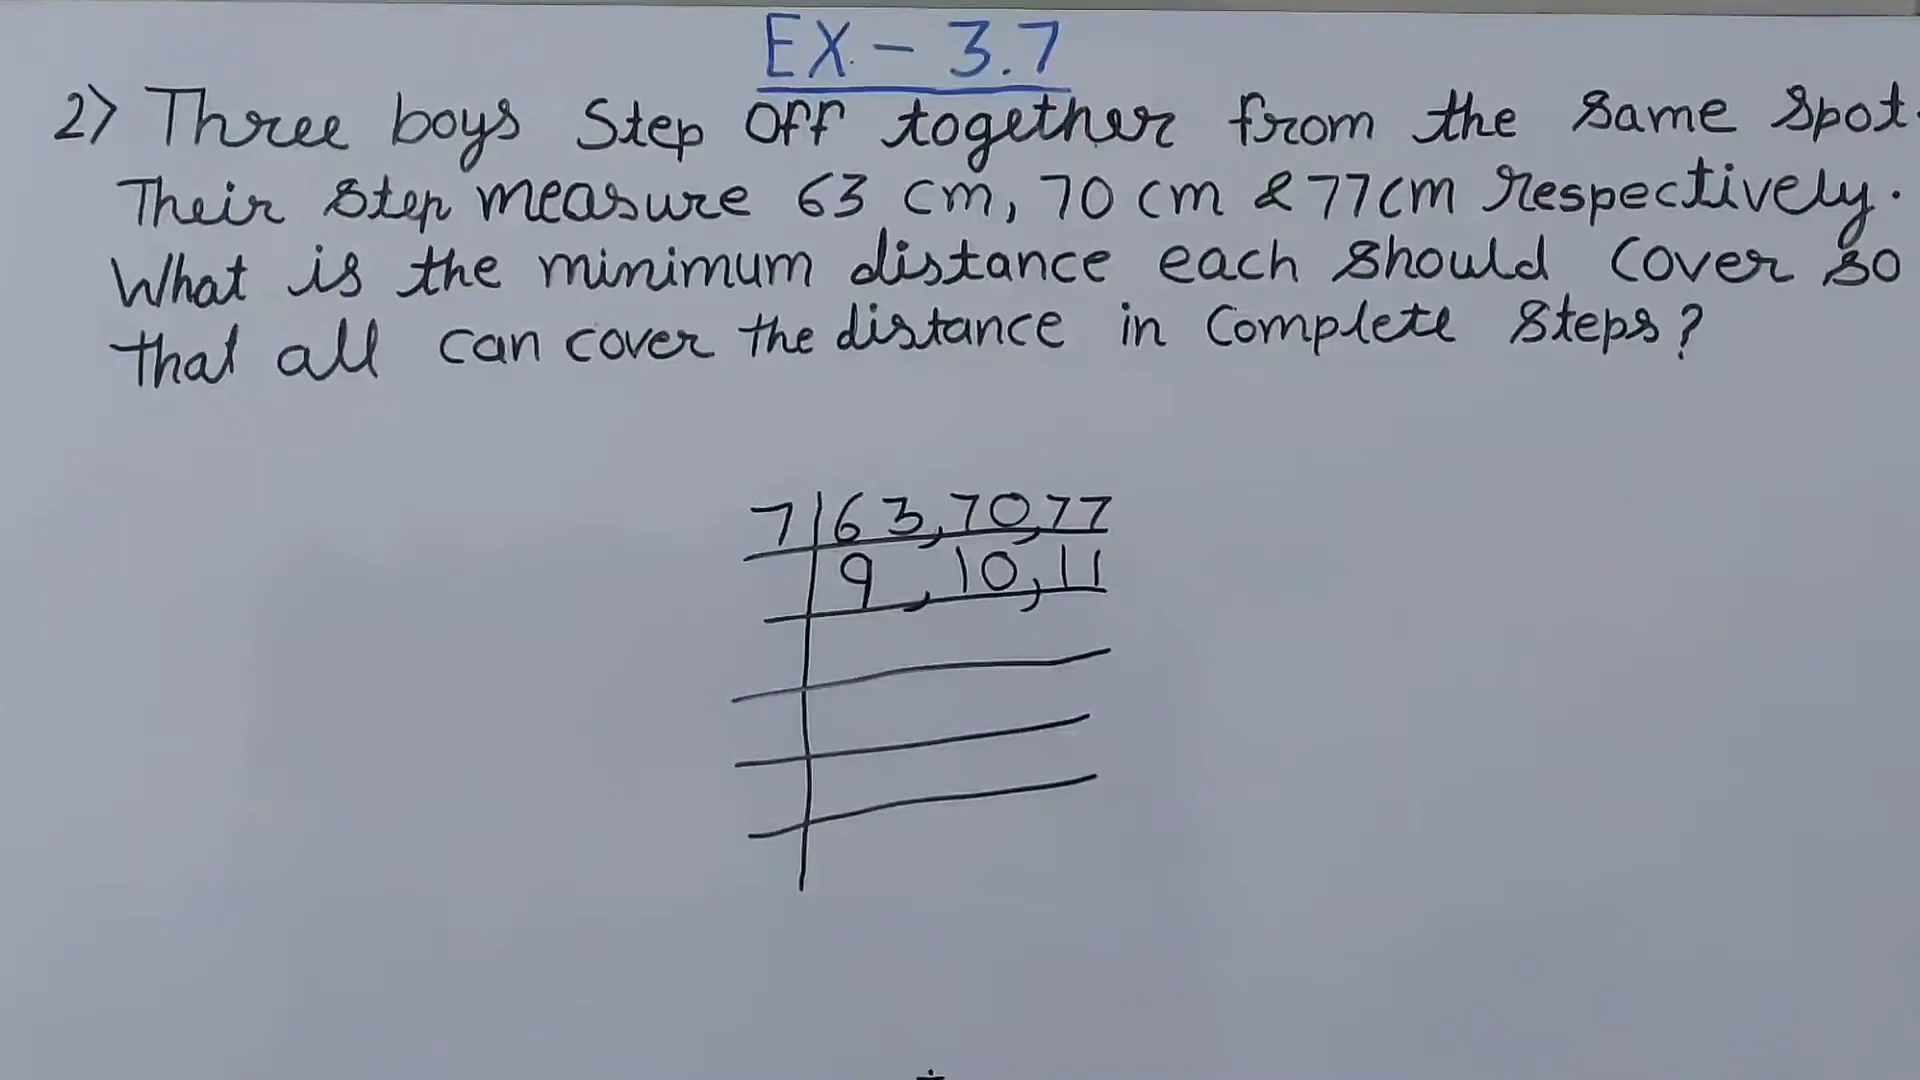 EX - 3.7
2) Three boys Step off together from the same spot.
Their step measure 63 cm, 70 cm & 77cm respectively.
What is the minimum distance each should cover so
that all can cover the distance in complete steps?
7 | 63, 70, 77
9, 10, 11